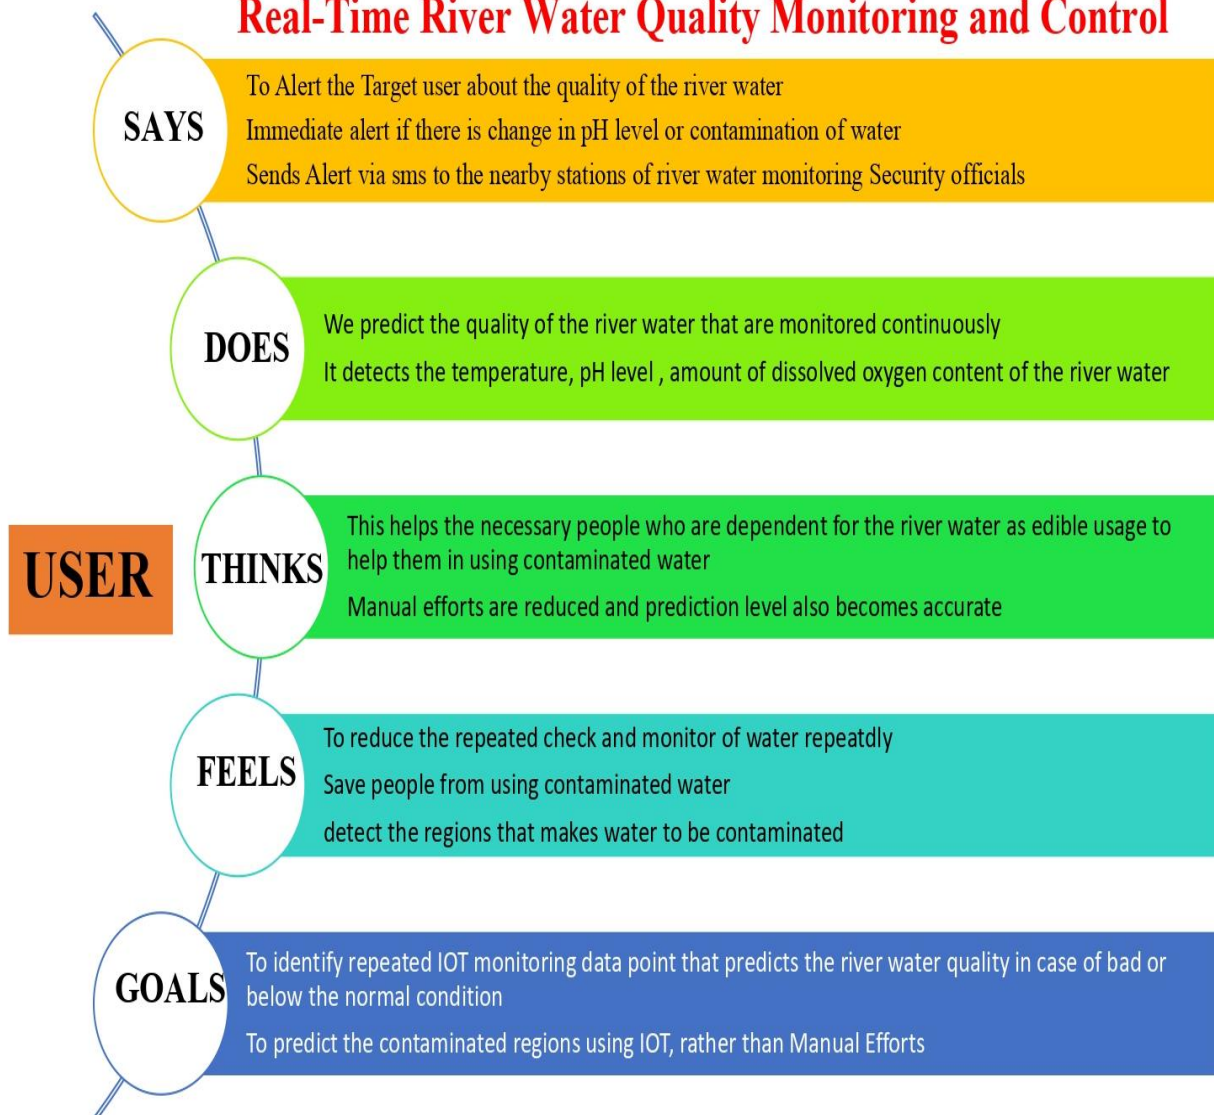 Real-Time River Water Quality Monitoring and Control
SAYS
To Alert the Target user about the quality of the river water
Immediate alert if there is change in pH level or contamination of water
Sends Alert via sms to the nearby stations of river water monitoring Security officials
DOES
We predict the quality of the river water that are monitored continuously
It detects the temperature, pH level , amount of dissolved oxygen content of the river water
USER
THINKS
This helps the necessary people who are dependent for the river water as edible usage to
help them in using contaminated water
Manual efforts are reduced and prediction level also becomes accurate
FEELS
To reduce the repeated check and monitor of water repeatdly
Save people from using contaminated water
detect the regions that makes water to be contaminated
GOALS
To identify repeated IOT monitoring data point that predicts the river water quality in case of bad or
below the normal condition
To predict the contaminated regions using IOT, rather than Manual Efforts